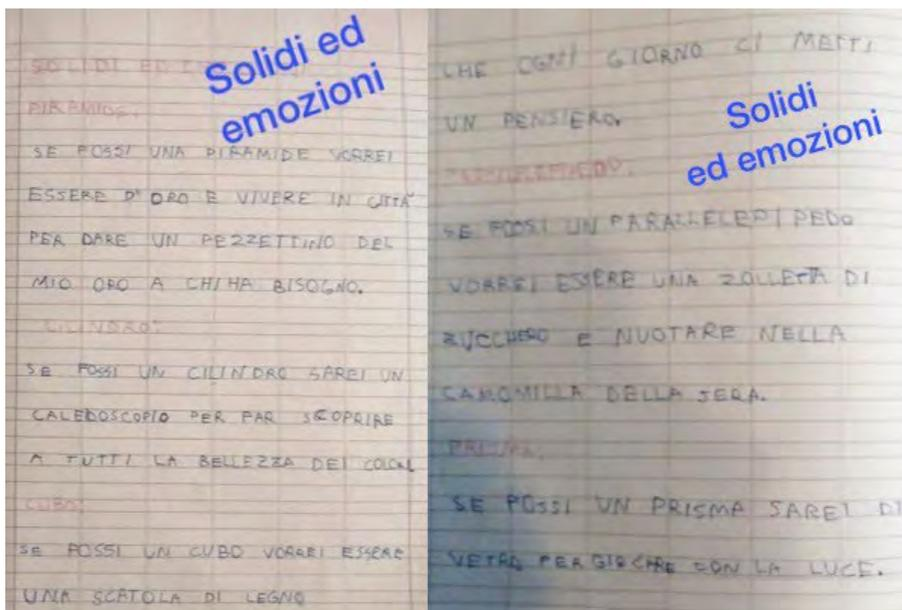 SOLIDI ED
Solidi ed
emozioni
PIRAMIDE:
SE FOSSI UNA PIRAMIDE VORREI
ESSERE D'ORO E VIVERE IN CITTÀ
PER DARE UN PEZZETTINO DEL
MIO ORO A CHI HA BISOGNO.
CILINDRO:
SE FOSSI UN CILINDRO SAREI UN
CALEDOSCOPIO PER FAR SCOPRIRE
A TUTTI LA BELLEZZA DEI COLORI
CUBO:
SE FOSSI UN CUBO VORREI ESSERE
UNA SCATOLA DI LEGNO
CHE OGNI GIORNO CI METTI
UN PENSIERO.
Solidi
ed emozioni
SE FOSSI UN PARALLELEPIPEDO
VORREI ESSERE UNA ZOLLETTA DI
ZUCCHERO E NUOTARE NELLA
CAMOMILLA DELLA SERA.
PRISMA:
SE FOSSI UN PRISMA SAREI DI
VETRO PER GIOCARE CON LA LUCE.